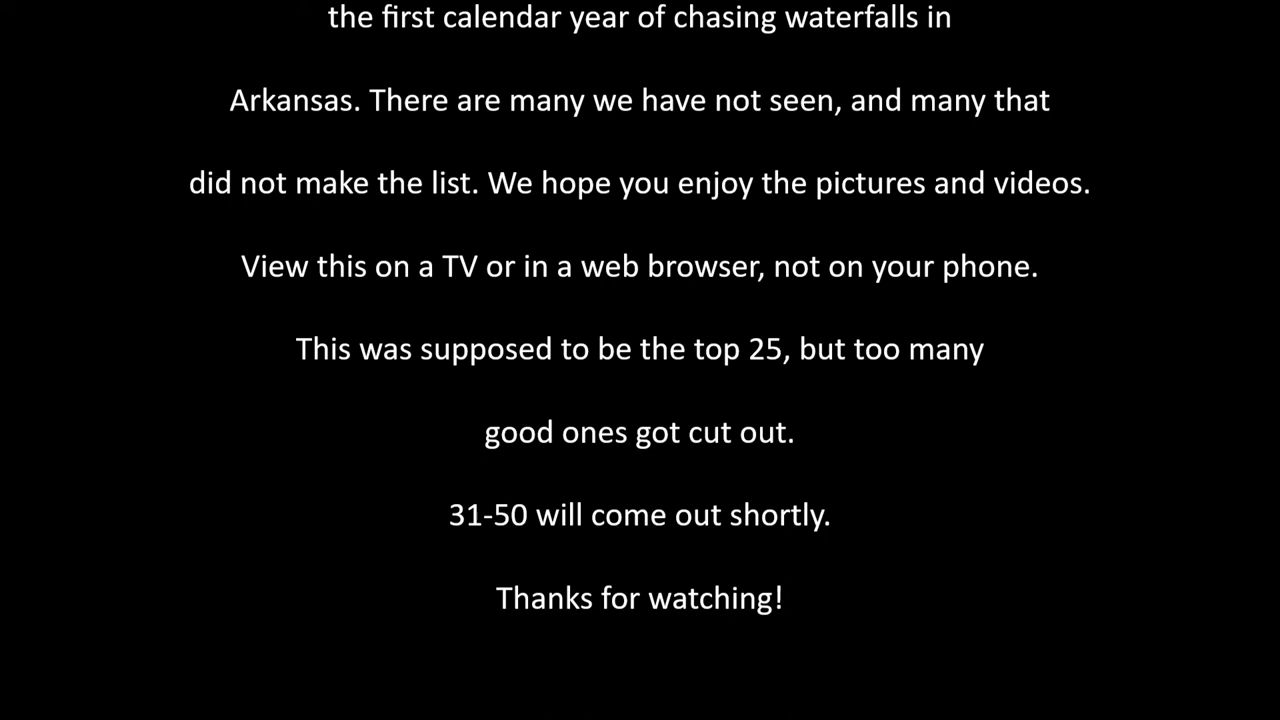 the first calendar year of chasing waterfalls in
Arkansas. There are many we have not seen, and many that
did not make the list. We hope you enjoy the pictures and videos.
View this on a TV or in a web browser, not on your phone.
This was supposed to be the top 25, but too many
good ones got cut out.
31-50 will come out shortly.
Thanks for watching!